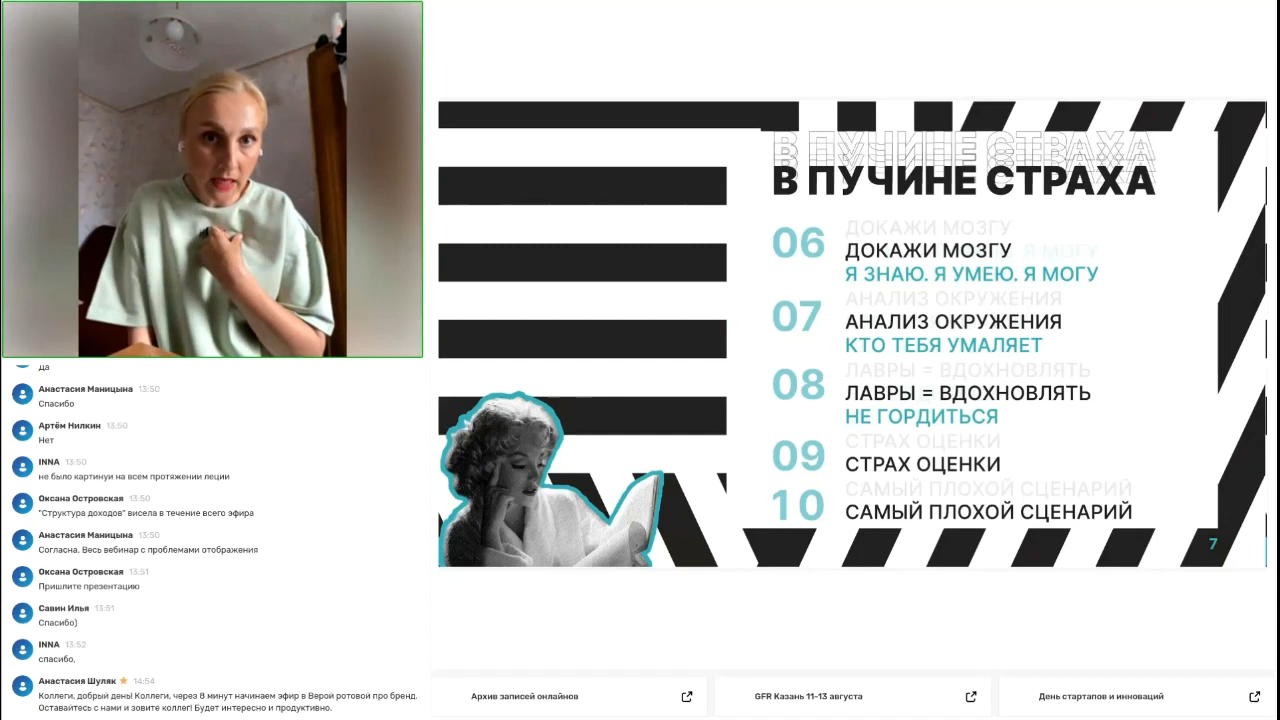 Да
Анастасия Маницына 13:50
Спасибо
Артём Нилкин 13:50
Нет
INNA 13:50
не было картинуи на всем протяжении леции
Оксана Островская 13:50
"Структура доходов" висела в течение всего эфира
Анастасия Маницына 13:50
Согласна. Весь вебинар с проблемами отображения
Оксана Островская 13:51
Пришлите презентацию
Савин Илья 13:51
Спасибо)
INNA 13:52
спасибо,
Анастасия Шуляк 14:54
Коллеги, добрый день! Коллеги, через 8 минут начинаем эфир в Верой ротовой про бренд.
Оставайтесь с нами и зовите коллег! Будет интересно и продуктивно.
В ПУЧИНЕ СТРАХА
В ПУЧИНЕ СТРАХА
06
ДОКАЖИ МОЗГУ
ДОКАЖИ МОЗГУ
Я ЗНАЮ. Я УМЕЮ. Я МОГУ
07
АНАЛИЗ ОКРУЖЕНИЯ
АНАЛИЗ ОКРУЖЕНИЯ
КТО ТЕБЯ УМАЛЯЕТ
08
ЛАВРЫ = ВДОХНОВЛЯТЬ
ЛАВРЫ = ВДОХНОВЛЯТЬ
НЕ ГОРДИТЬСЯ
09
СТРАХ ОЦЕНКИ
СТРАХ ОЦЕНКИ
10
САМЫЙ ПЛОХОЙ СЦЕНАРИЙ
САМЫЙ ПЛОХОЙ СЦЕНАРИЙ
7
Архив записей онлайнов
GFR Казань 11-13 августа
День стартапов и инноваций